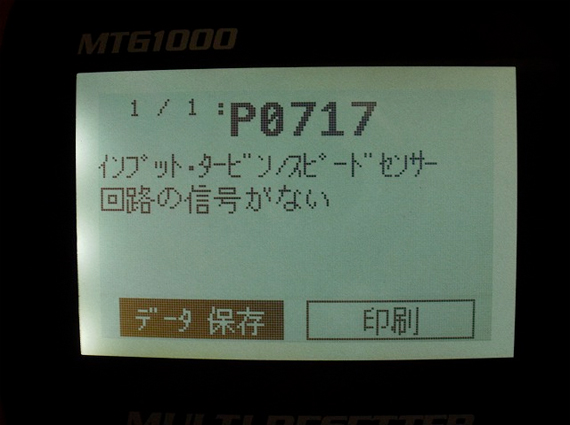 MTG1000
1 / 1 :P0717
インプット・タービン/スピードセンサー
回路の信号がない
データ 保存
印刷